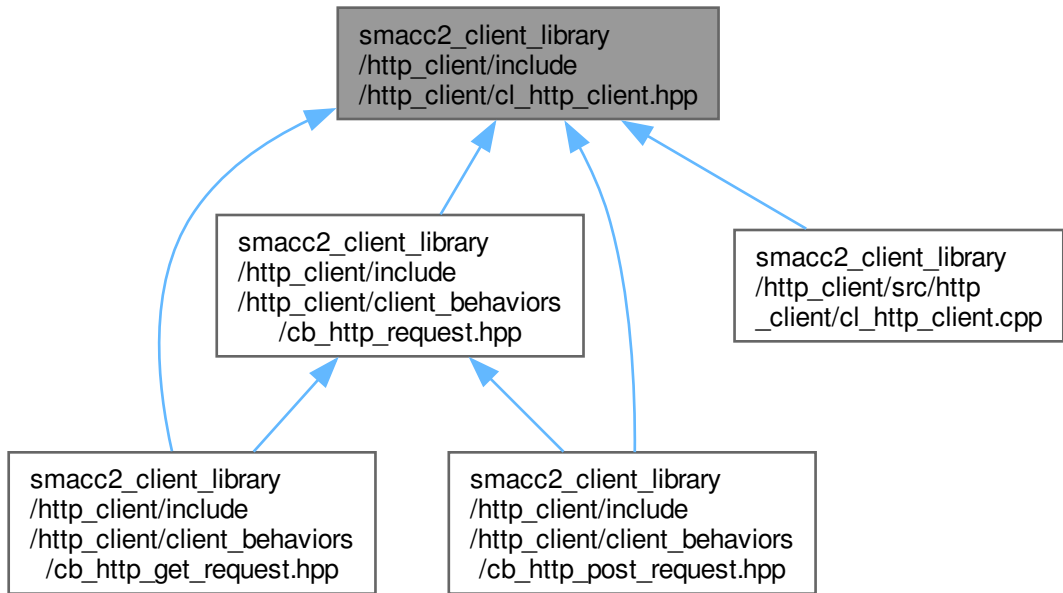 smacc2_client_library
/http_client/include
/http_client/cl_http_client.hpp
smacc2_client_library
/http_client/include
/http_client/client_behaviors
/cb_http_request.hpp
smacc2_client_library
/http_client/src/http
_client/cl_http_client.cpp
smacc2_client_library
/http_client/include
/http_client/client_behaviors
/cb_http_get_request.hpp
smacc2_client_library
/http_client/include
/http_client/client_behaviors
/cb_http_post_request.hpp